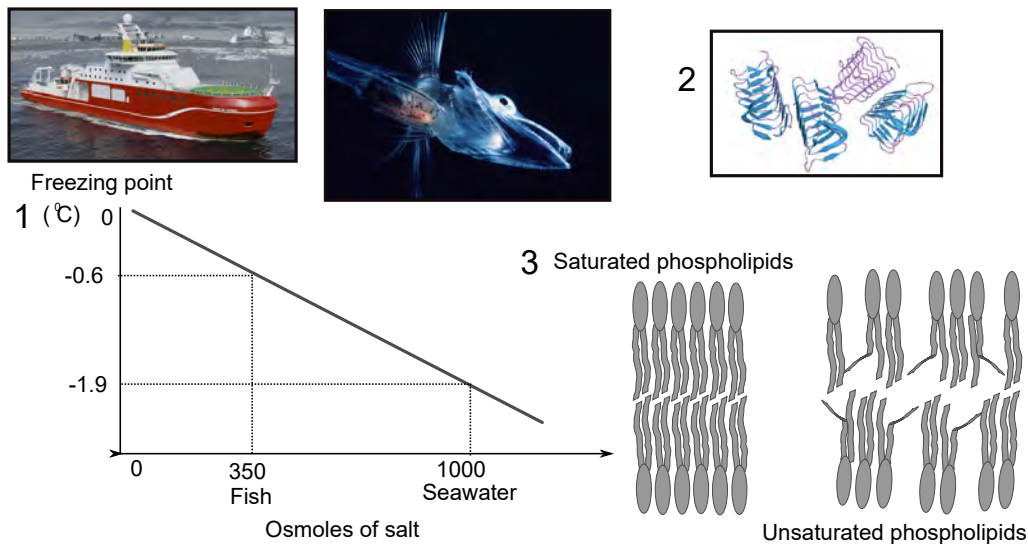 2
Freezing point
1 (⁰C) 0
-0.6
-1.9
0 350 1000
Fish Seawater
Osmoles of salt
3 Saturated phospholipids
Unsaturated phospholipids